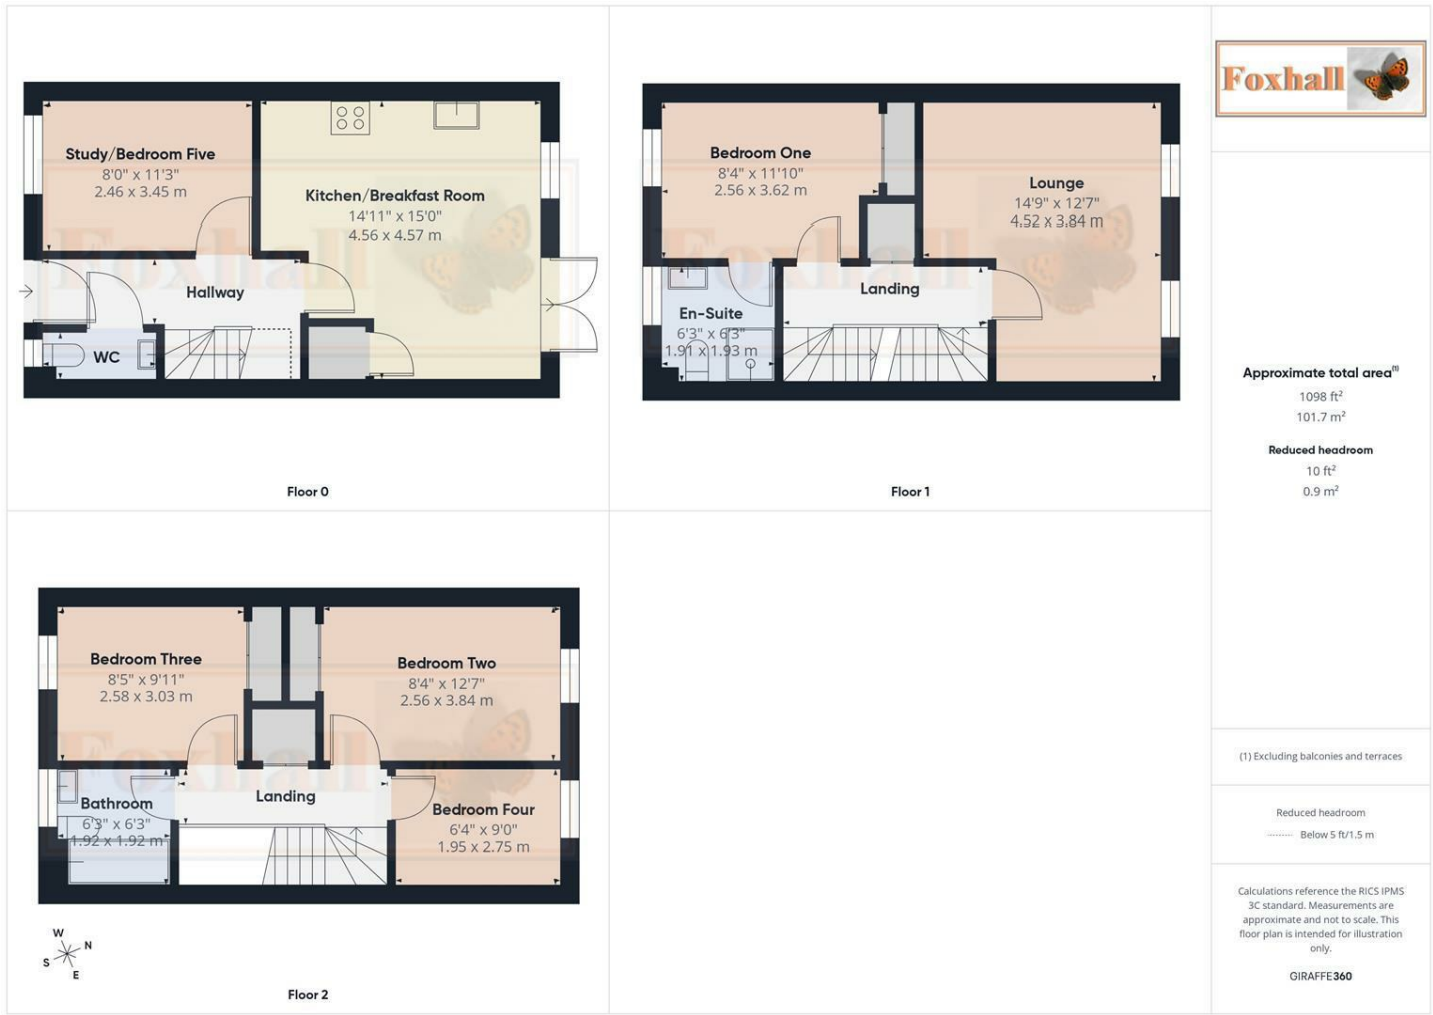 Study/Bedroom Five
8'0" x 11'3"
2.46 x 3.45 m
Kitchen/Breakfast Room
14'11" x 15'0"
4.56 x 4.57 m
Hallway
WC
Foxhall
Floor 0
Bedroom One
8'4" x 11'10"
2.56 x 3.62 m
Lounge
14'9" x 12'7"
4.52 x 3.84 m
Landing
En-Suite
6'3" x 6'3"
1.91 x 1.93 m
Foxhall
Floor 1
Bedroom Three
8'5" x 9'11"
2.58 x 3.03 m
Bedroom Two
8'4" x 12'7"
2.56 x 3.84 m
Landing
Bathroom
6'3" x 6'3"
1.92 x 1.92 m
Bedroom Four
6'4" x 9'0"
1.95 x 2.75 m
Foxhall
W
N
S
E
Floor 2
Foxhall
Approximate total area(1)
1098 ft²
101.7 m²
Reduced headroom
10 ft²
0.9 m²
(1) Excluding balconies and terraces
Reduced headroom
Below 5 ft/1.5 m
Calculations reference the RICS IPMS
3C standard. Measurements are
approximate and not to scale. This
floor plan is intended for illustration
only.
GIRAFFE360